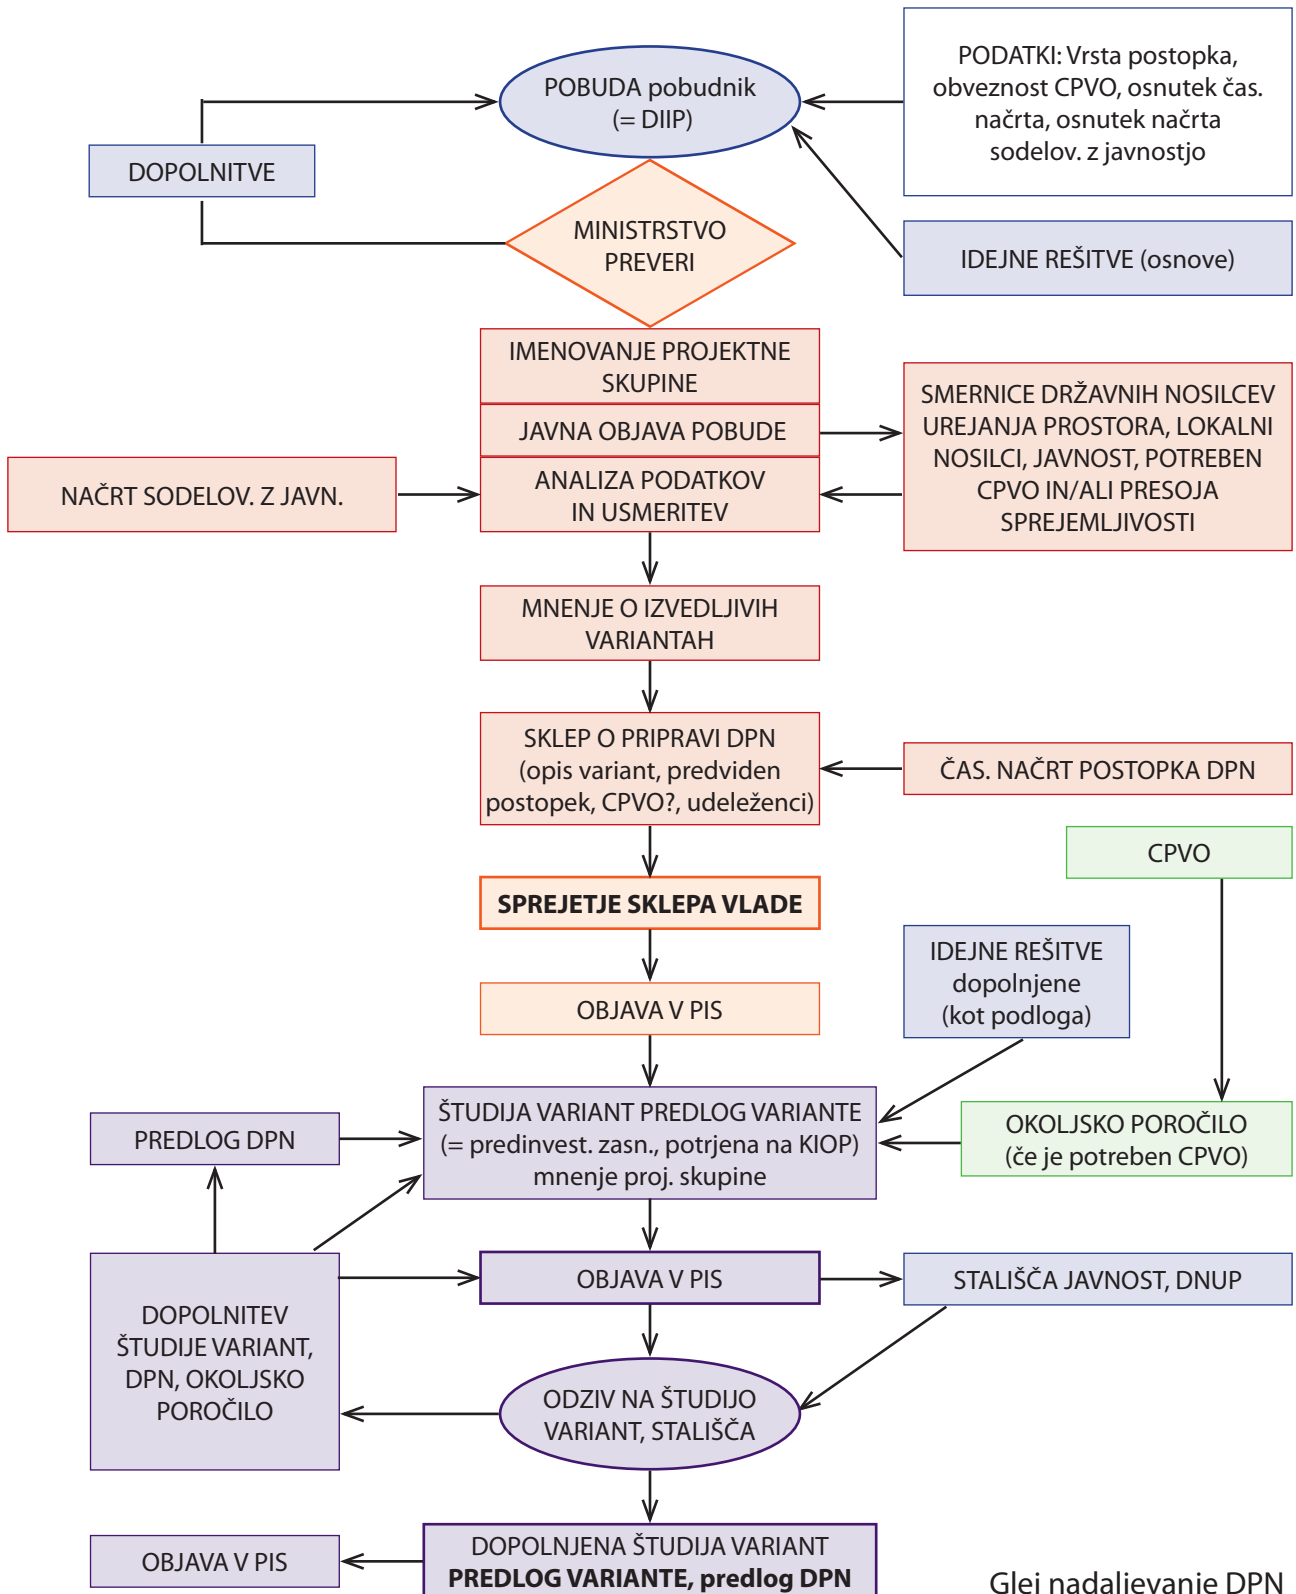 POBUDA pobudnik
(= DIIP)
PODATKI: Vrsta postopka,
obveznost CPVO, osnutek čas.
načrta, osnutek načrta
sodelov. z javnostjo
DOPOLNITVE
MINISTRSTVO
PREVERI
IDEJNE REŠITVE (osnove)
IMENOVANJE PROJEKTNE
SKUPINE
JAVNA OBJAVA POBUDE
ANALIZA PODATKOV
IN USMERITEV
SMERNICE DRŽAVNIH NOSILCEV
UREJANJA PROSTORA, LOKALNI
NOSILCI, JAVNOST, POTREBEN
CPVO IN/ALI PRESOJA
SPREJEMLJIVOSTI
NAČRT SODELOV. Z JAVN.
MNENJE O IZVEDLJIVIH
VARIANTAH
SKLEP O PRIPRAVI DPN
(opis variant, predviden
postopek, CPVO?, udeleženci)
ČAS. NAČRT POSTOPKA DPN
CPVO
SPREJETJE SKLEPA VLADE
IDEJNE REŠITVE
dopolnjene
(kot podloga)
OBJAVA V PIS
ŠTUDIJA VARIANT PREDLOG VARIANTE
(= predinvest. zasn., potrjena na KIOP)
mnenje proj. skupine
PREDLOG DPN
OKOLJSKO POROČILO
(če je potreben CPVO)
OBJAVA V PIS
STALIŠČA JAVNOST, DNUP
DOPOLNITEV
ŠTUDIJE VARIANT,
DPN, OKOLJSKO
POROČILO
ODZIV NA ŠTUDIJO
VARIANT, STALIŠČA
OBJAVA V PIS
DOPOLNJENA ŠTUDIJA VARIANT
PREDLOG VARIANTE, predlog DPN
Glej nadaljevanje DPN